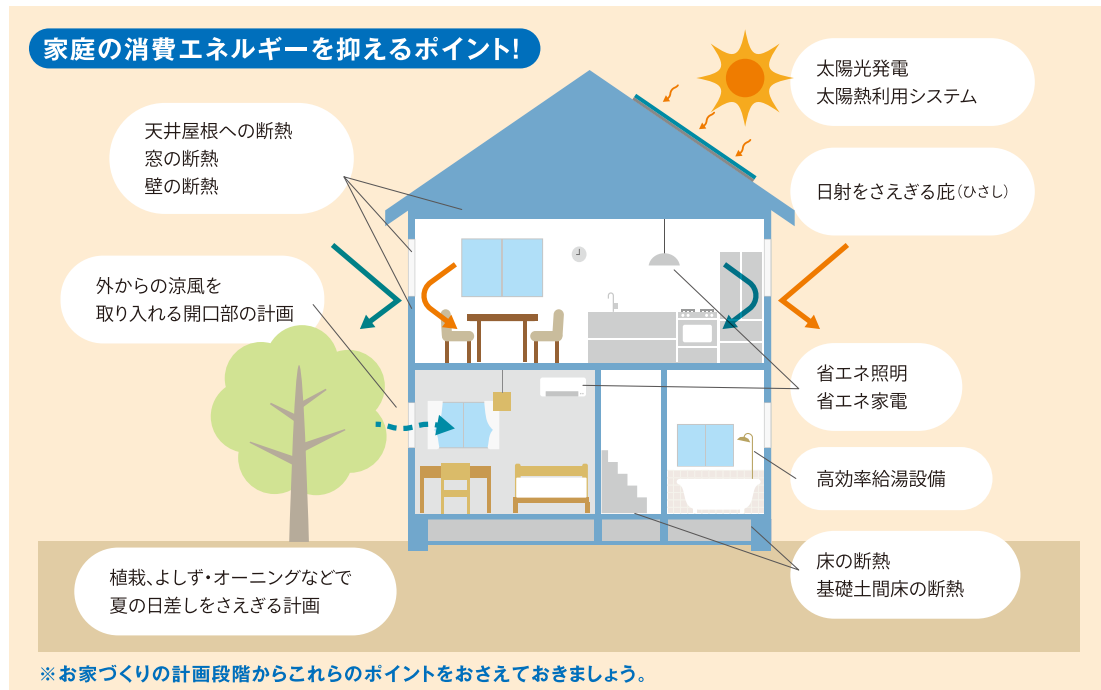 家庭の消費エネルギーを抑えるポイント!
天井屋根への断熱
窓の断熱
壁の断熱
外からの涼風を
取り入れる開口部の計画
植栽、よしず・オーニングなどで
夏の日差しをさえぎる計画
太陽光発電
太陽熱利用システム
日射をさえぎる庇(ひさし)
省エネ照明
省エネ家電
高効率給湯設備
床の断熱
基礎土間床の断熱
※お家づくりの計画段階からこれらのポイントをおさえておきましょう。